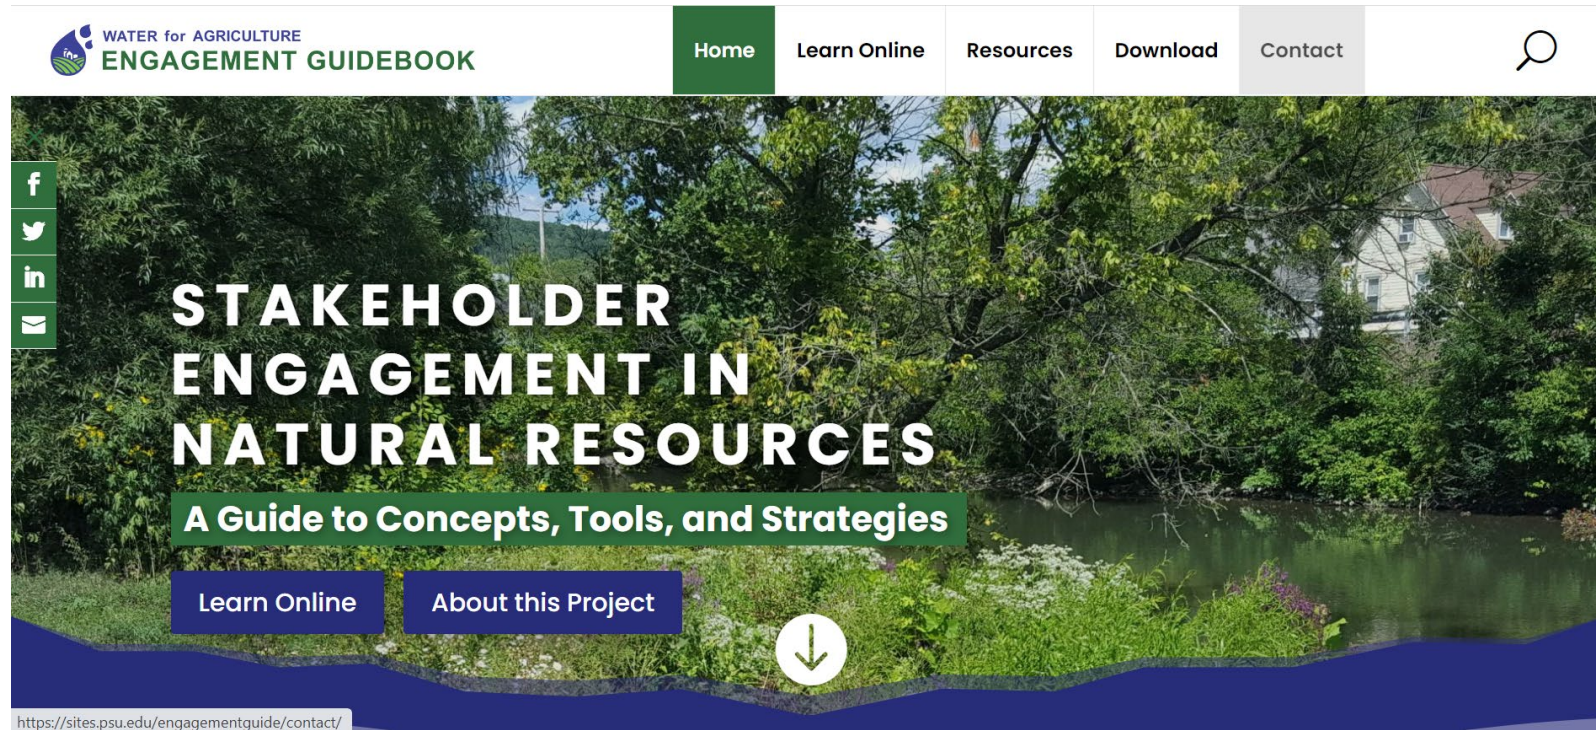 WATER for AGRICULTURE
ENGAGEMENT GUIDEBOOK
Home
Learn Online
Resources
Download
Contact
f
in
STAKEHOLDER
ENGAGEMENT IN
NATURAL RESOURCES
A Guide to Concepts, Tools, and Strategies
Learn Online
About this Project
https://sites.psu.edu/engagementguide/contact/